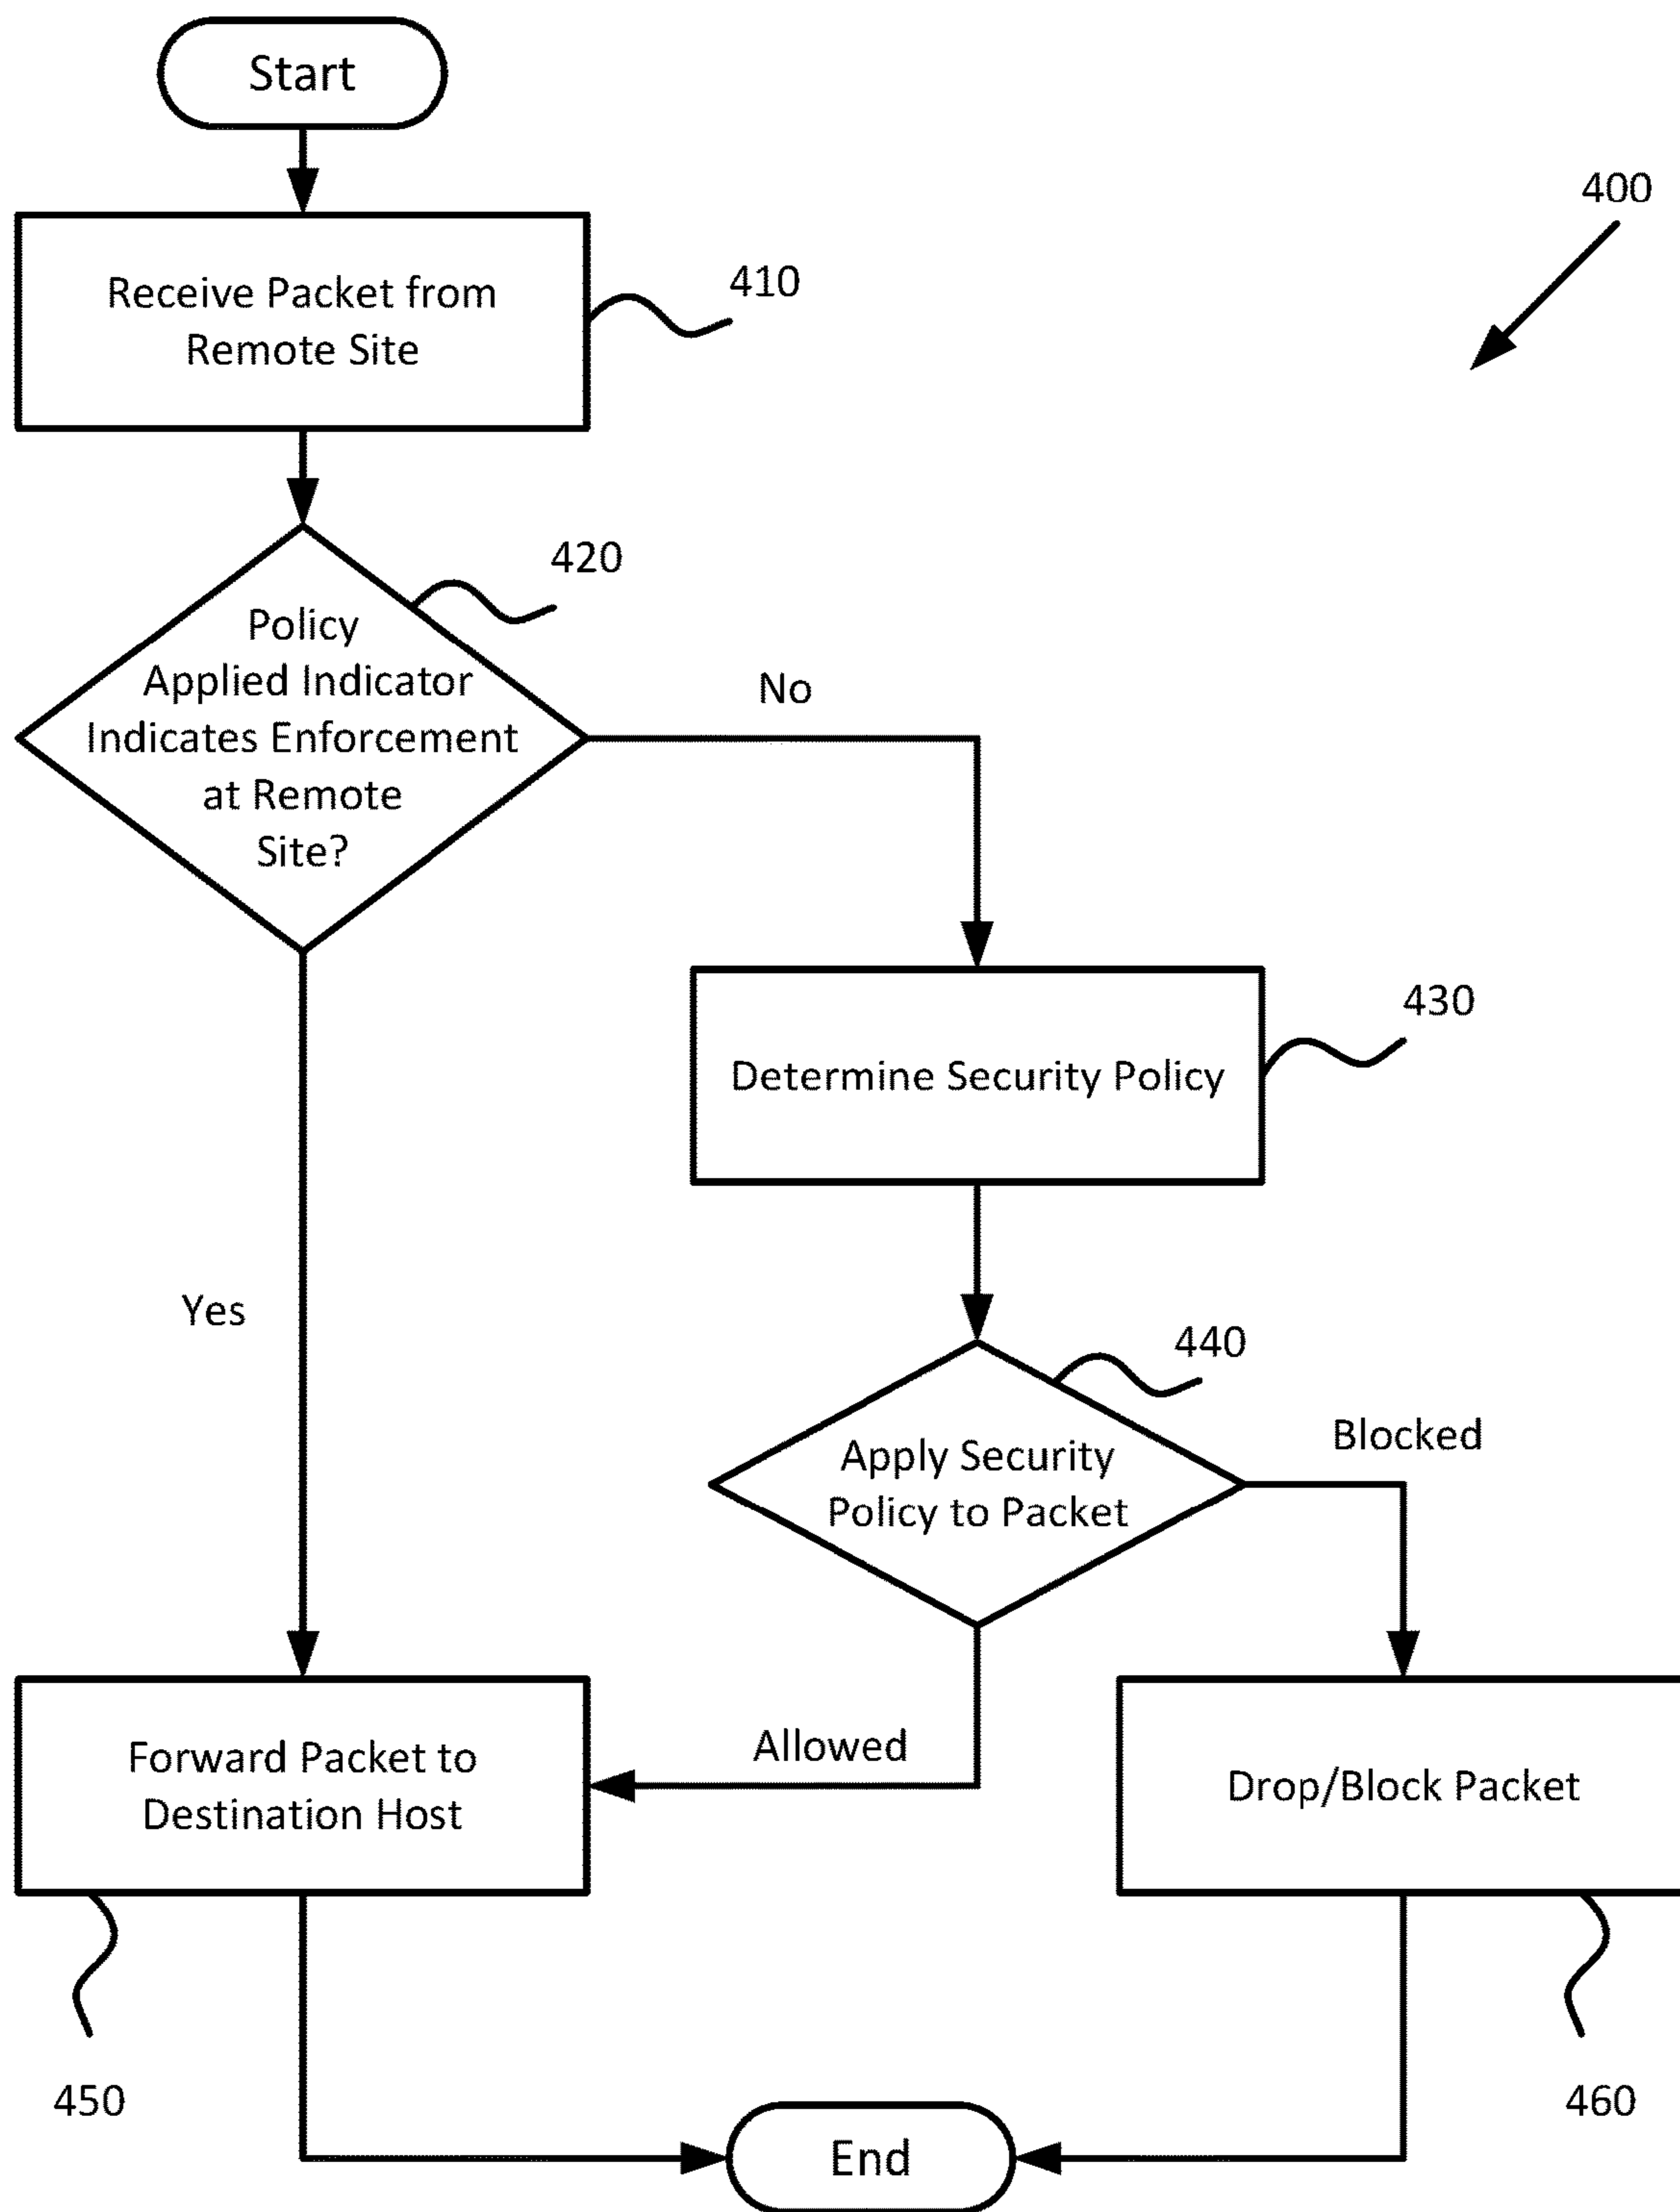 Start
400
Receive Packet from
Remote Site
410
420
Policy
Applied Indicator
Indicates Enforcement
at Remote
Site?
No
430
Determine Security Policy
Yes
440
Apply Security
Policy to Packet
Blocked
Allowed
Forward Packet to
Destination Host
Drop/Block Packet
450
460
End